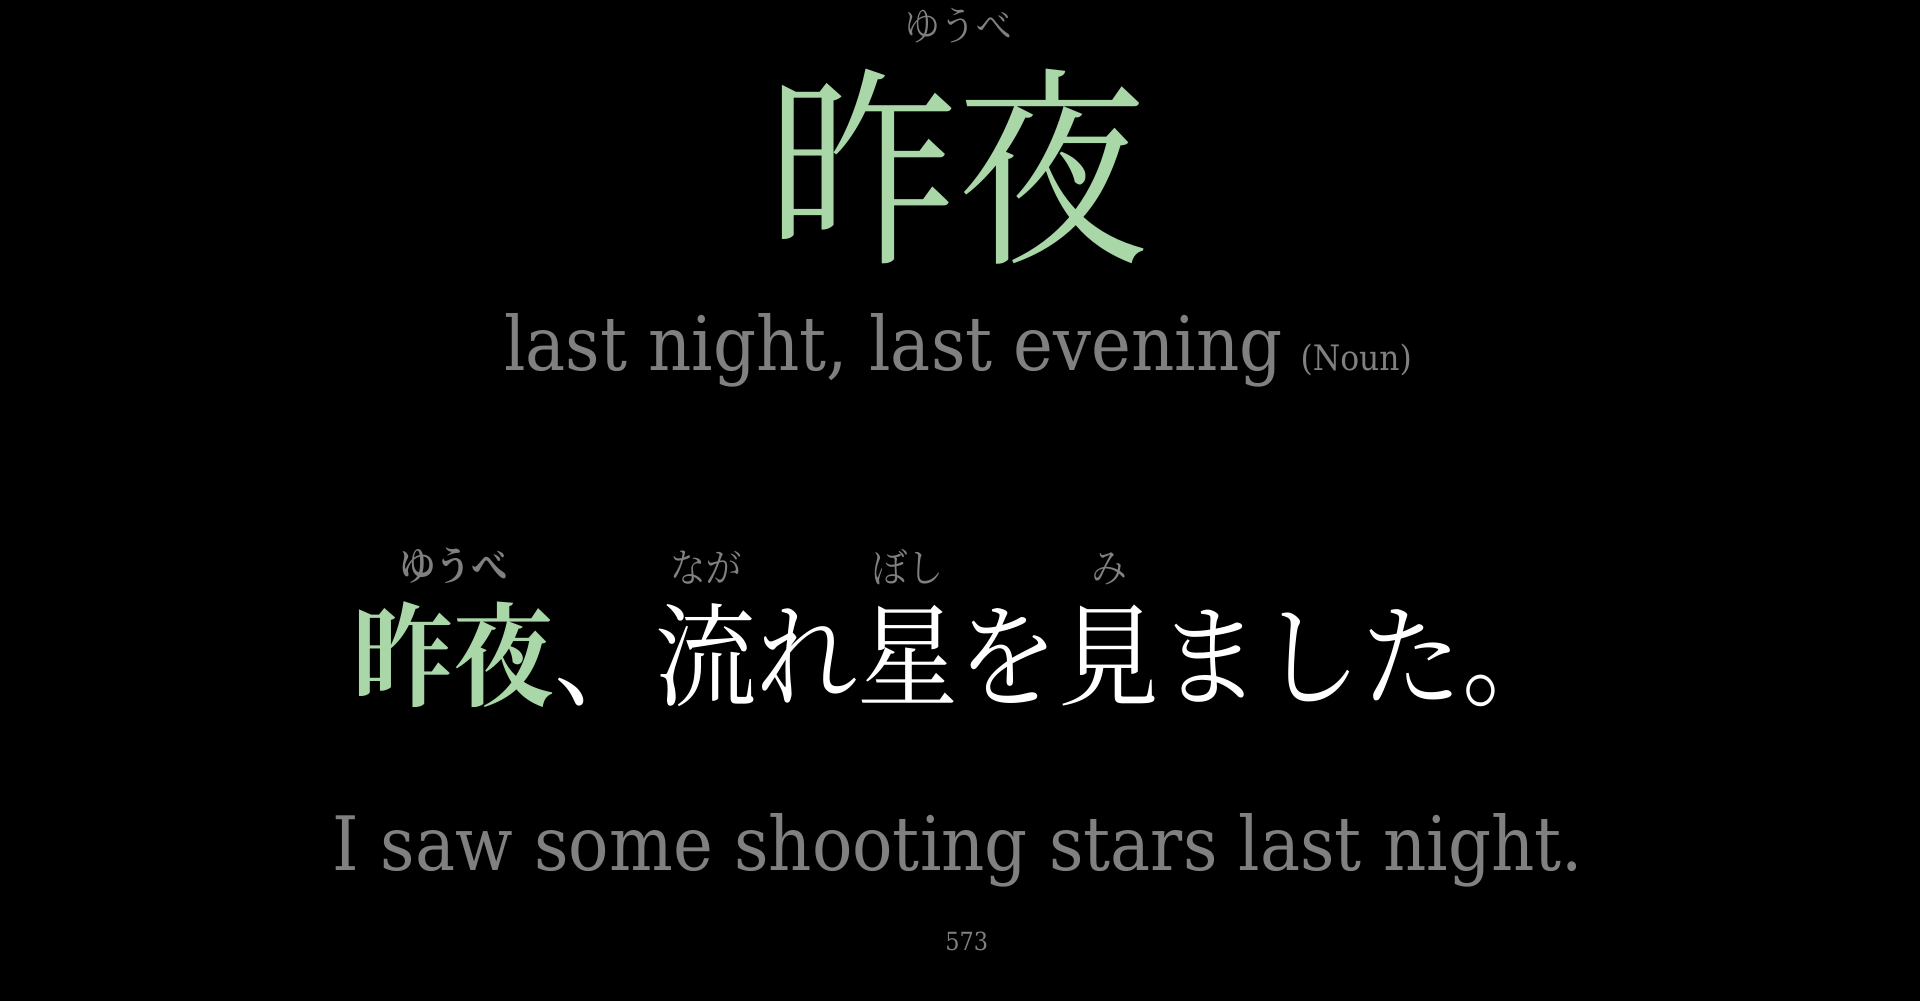 ゆうべ
昨夜
last night, last evening (Noun)
ゆうべ なが ぼし み
昨夜、流れ星を見ました。
I saw some shooting stars last night.
573